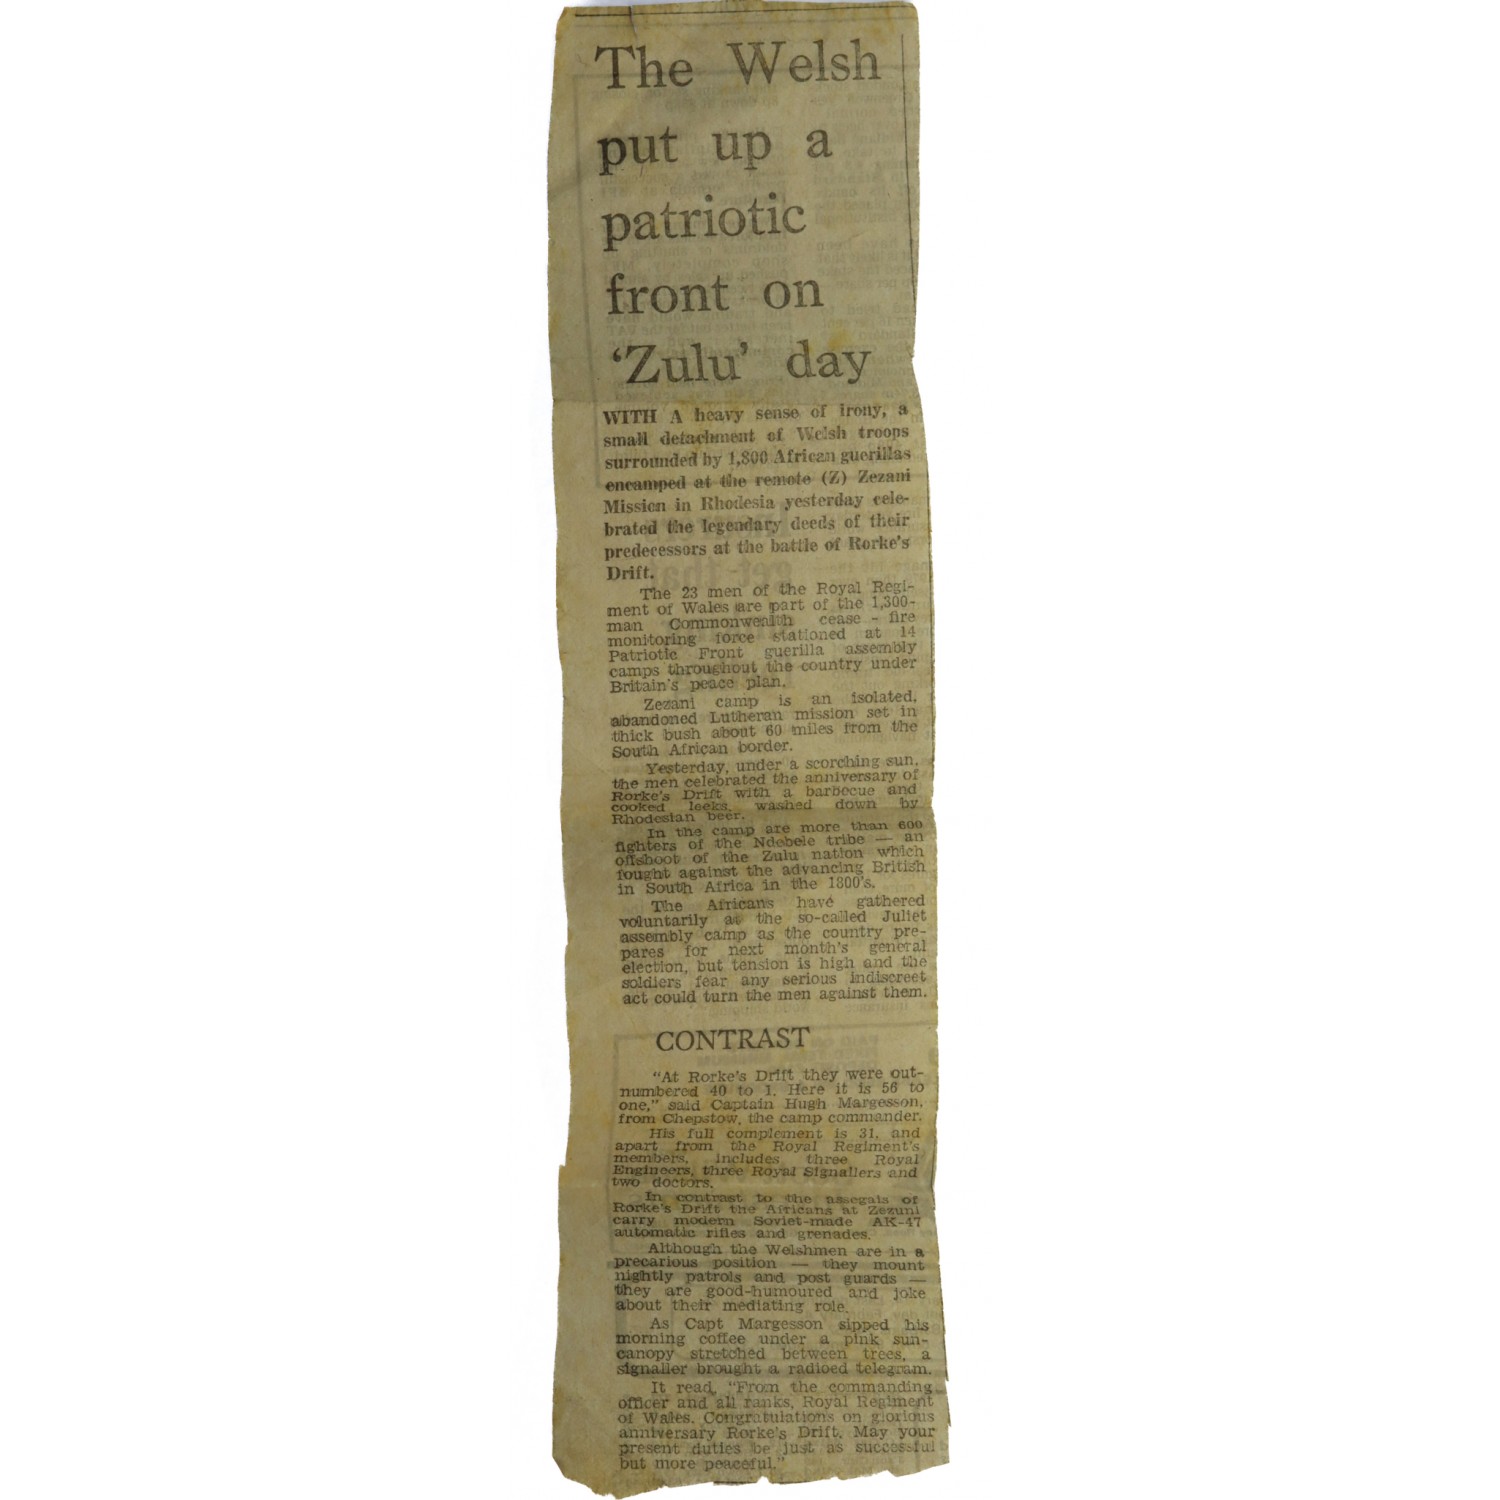 The Welsh
put up a
patriotic
front on
‘Zulu’ day
WITH A heavy sense of irony, a
small detachment of Welsh troops
surrounded by 1,800 African guerillas
encamped at the remote (Z) Zezani
Mission in Rhodesia yesterday cele-
brated the legendary deeds of their
predecessors at the battle of Rorke's
Drift.
The 23 men of the Royal Regi-
ment of Wales are part of the 1,300-
man Commonwealth cease - fire
monitoring force stationed at 14
Patriotic Front guerilla assembly
camps throughout the country under
Britain's peace plan.
Zezani camp is an isolated,
abandoned Lutheran mission set in
thick bush about 60 miles from the
South African border.
Yesterday, under a scorching sun,
the men celebrated the anniversary of
Rorke's Drift with a barbecue and
cooked leeks, washed down by
Rhodesian beer.
In the camp are more than 600
fighters of the Ndebele tribe — an
offshoot of the Zulu nation which
fought against the advancing British
in South Africa in the 1800's.
The Africans have gathered
voluntarily at the so-called Juliet
assembly camp as the country pre-
pares for next month's general
election, but tension is high and the
soldiers fear any serious indiscreet
act could turn the men against them.
CONTRAST
"At Rorke's Drift they were out-
numbered 40 to 1. Here it is 56 to
one," said Captain Hugh Margesson,
from Chepstow, the camp commander.
His full complement is 31, and
apart from the Royal Regiment's
members, includes three Royal
Engineers, three Royal Signallers and
two doctors.
In contrast to the assegais of
Rorke's Drift the Africans at Zezuni
carry modern Soviet-made AK-47
automatic rifles and grenades.
Although the Welshmen are in a
precarious position — they mount
nightly patrols and post guards —
they are good-humoured and joke
about their mediating role.
As Capt Margesson sipped his
morning coffee under a pink sun-
canopy stretched between trees, a
signaller brought a radioed telegram.
It read, "From the commanding
officer and all ranks, Royal Regiment
of Wales. Congratulations on glorious
anniversary Rorke's Drift. May your
present duties be just as successful
but more peaceful."